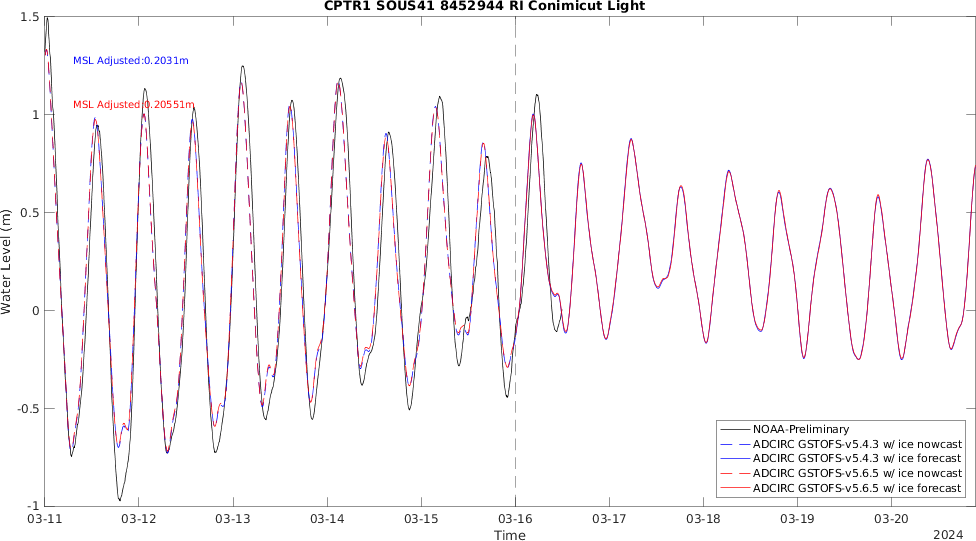 CPTR1 SOUS41 8452944 RI Conimicut Light
1.5
MSL Adjusted:0.2031m
MSL Adjusted:0.20551m
1
0.5
0
-0.5
-1
Water Level (m)
NOAA-Preliminary
ADCIRC GSTOFS-v5.4.3 w/ ice nowcast
ADCIRC GSTOFS-v5.4.3 w/ ice forecast
ADCIRC GSTOFS-v5.6.5 w/ ice nowcast
ADCIRC GSTOFS-v5.6.5 w/ ice forecast
03-11 03-12 03-13 03-14 03-15 03-16 03-17 03-18 03-19 03-20
Time
2024